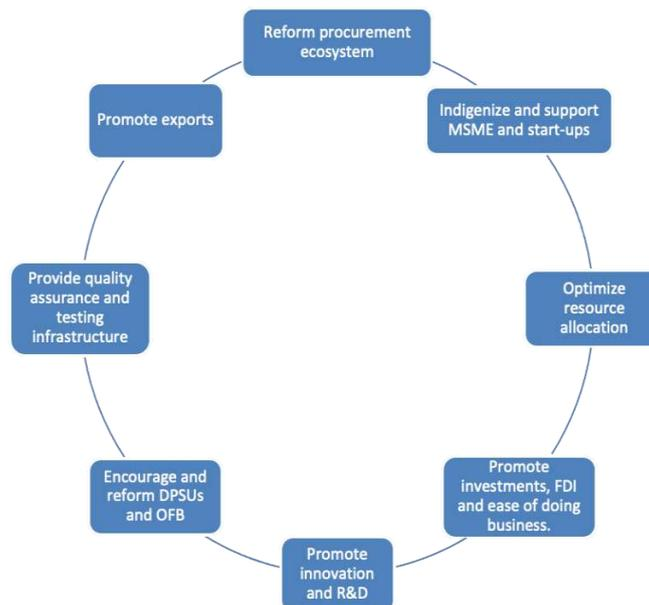 Reform procurement
ecosystem
Indigenize and support
MSME and start-ups
Optimize
resource
allocation
Promote
investments, FDI
and ease of doing
business.
Promote
innovation
and R&D
Encourage and
reform DPSUs
and OFB
Provide quality
assurance and
testing
infrastructure
Promote exports